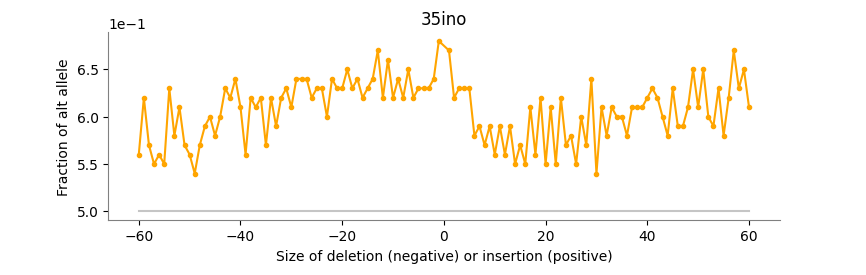 35ino
1e−1
6.5
6.0
5.5
5.0
Fraction of alt allele
−60
−40
−20
0
20
40
60
Size of deletion (negative) or insertion (positive)